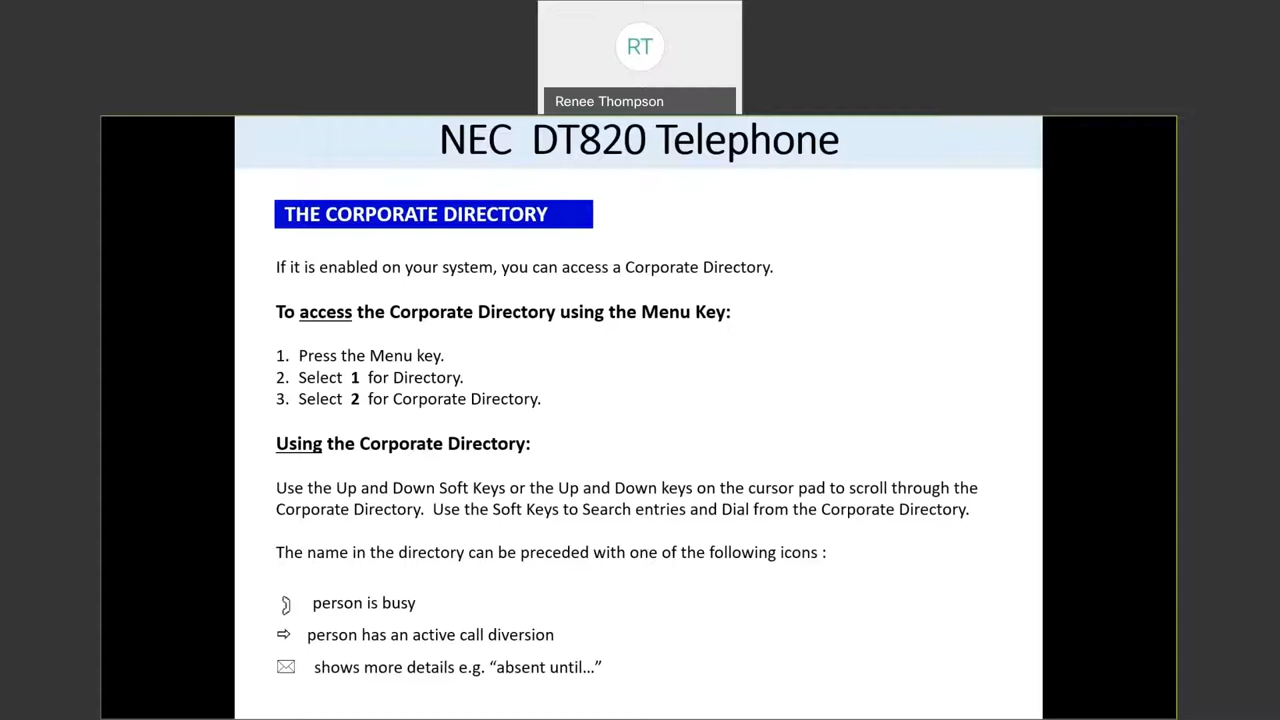 RT
Renee Thompson
NEC DT820 Telephone
THE CORPORATE DIRECTORY
If it is enabled on your system, you can access a Corporate Directory.
To access the Corporate Directory using the Menu Key:
1. Press the Menu key.
2. Select 1 for Directory.
3. Select 2 for Corporate Directory.
Using the Corporate Directory:
Use the Up and Down Soft Keys or the Up and Down keys on the cursor pad to scroll through the
Corporate Directory. Use the Soft Keys to Search entries and Dial from the Corporate Directory.
The name in the directory can be preceded with one of the following icons :
person is busy
person has an active call diversion
shows more details e.g. “absent until...”